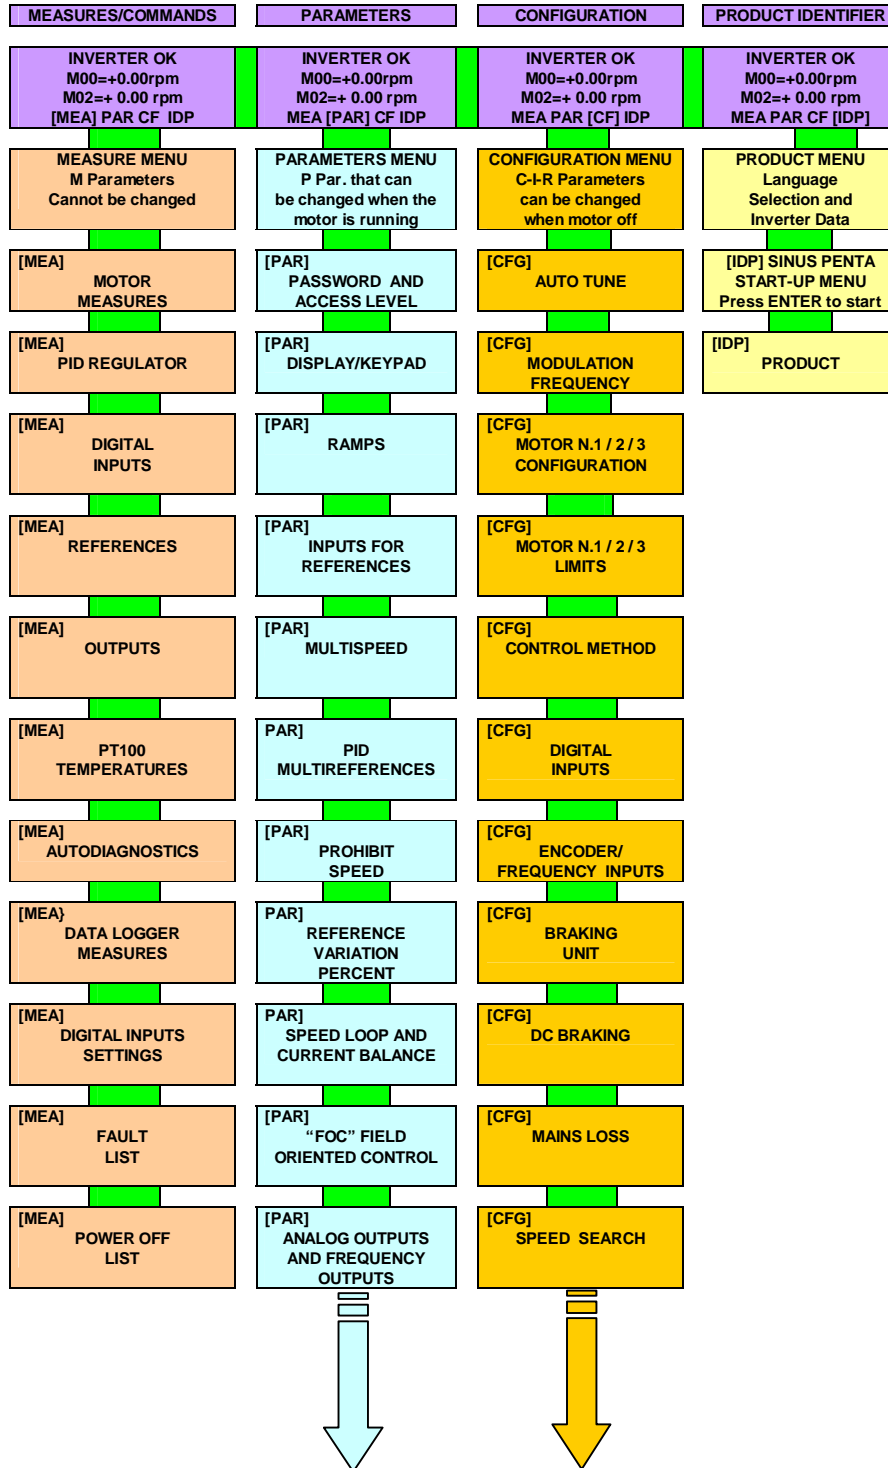 MEASURES/COMMANDS
PARAMETERS
CONFIGURATION
PRODUCT IDENTIFIER
INVERTER OK
M00=+0.00rpm
M02=+ 0.00 rpm
[MEA] PAR CF IDP
INVERTER OK
M00=+0.00rpm
M02=+ 0.00 rpm
MEA [PAR] CF IDP
INVERTER OK
M00=+0.00rpm
M02=+ 0.00 rpm
MEA PAR [CF] IDP
INVERTER OK
M00=+0.00rpm
M02=+ 0.00 rpm
MEA PAR CF [IDP]
MEASURE MENU
M Parameters
Cannot be changed
PARAMETERS MENU
P Par. that can
be changed when the
motor is running
CONFIGURATION MENU
C-I-R Parameters
can be changed
when motor off
PRODUCT MENU
Language
Selection and
Inverter Data
[MEA]
MOTOR
MEASURES
[PAR]
PASSWORD AND
ACCESS LEVEL
[CFG]
AUTO TUNE
[IDP] SINUS PENTA
START-UP MENU
Press ENTER to start
[MEA]
PID REGULATOR
[PAR]
DISPLAY/KEYPAD
[CFG]
MODULATION
FREQUENCY
[IDP]
PRODUCT
[MEA]
DIGITAL
INPUTS
[PAR]
RAMPS
[CFG]
MOTOR N.1 / 2 / 3
CONFIGURATION
[MEA]
REFERENCES
[PAR]
INPUTS FOR
REFERENCES
[CFG]
MOTOR N.1 / 2 / 3
LIMITS
[MEA]
OUTPUTS
[PAR]
MULTISPEED
[CFG]
CONTROL METHOD
[MEA]
PT100
TEMPERATURES
PAR]
PID
MULTIREFERENCES
[CFG]
DIGITAL
INPUTS
[MEA]
AUTODIAGNOSTICS
[PAR]
PROHIBIT
SPEED
[CFG]
ENCODER/
FREQUENCY INPUTS
[MEA}
DATA LOGGER
MEASURES
PAR]
REFERENCE
VARIATION
PERCENT
[CFG]
BRAKING
UNIT
[MEA]
DIGITAL INPUTS
SETTINGS
PAR]
SPEED LOOP AND
CURRENT BALANCE
[CFG]
DC BRAKING
[MEA]
FAULT
LIST
[PAR]
“FOC” FIELD
ORIENTED CONTROL
[CFG]
MAINS LOSS
[MEA]
POWER OFF
LIST
[PAR]
ANALOG OUTPUTS
AND FREQUENCY
OUTPUTS
[CFG]
SPEED SEARCH